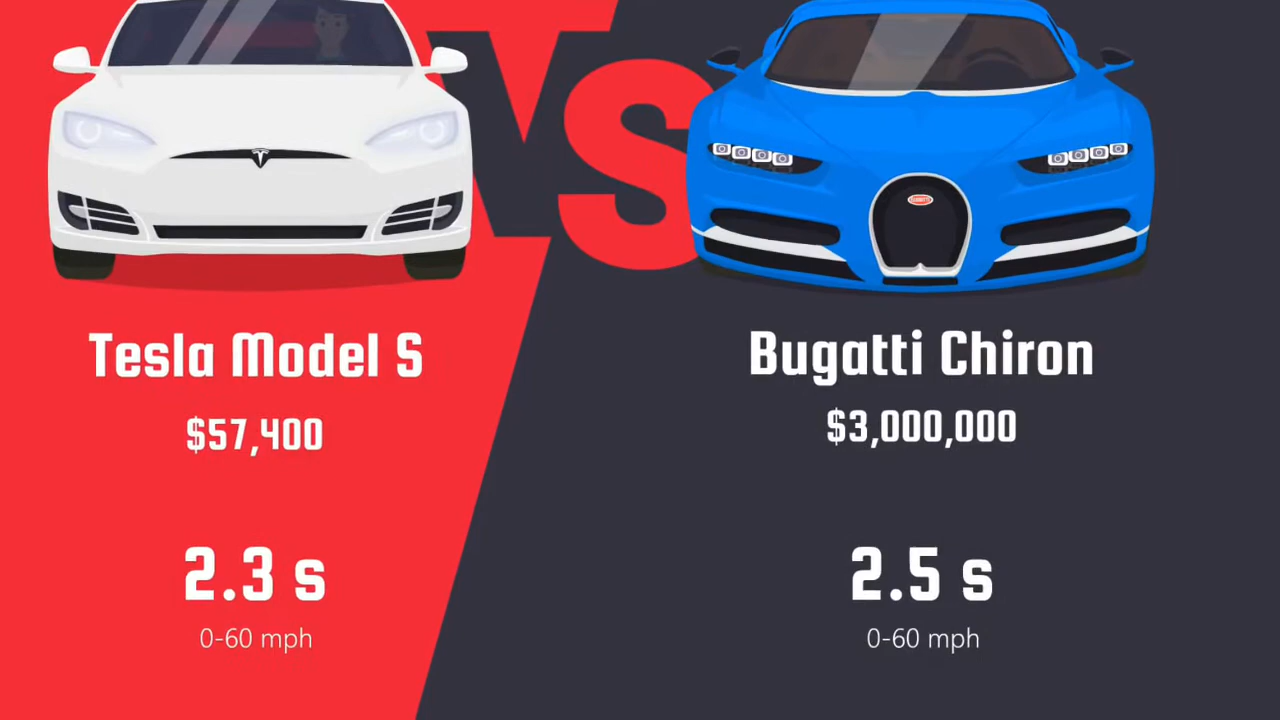 VS
Tesla Model S
$57,400
2.3 s
0-60 mph
Bugatti Chiron
$3,000,000
2.5 s
0-60 mph